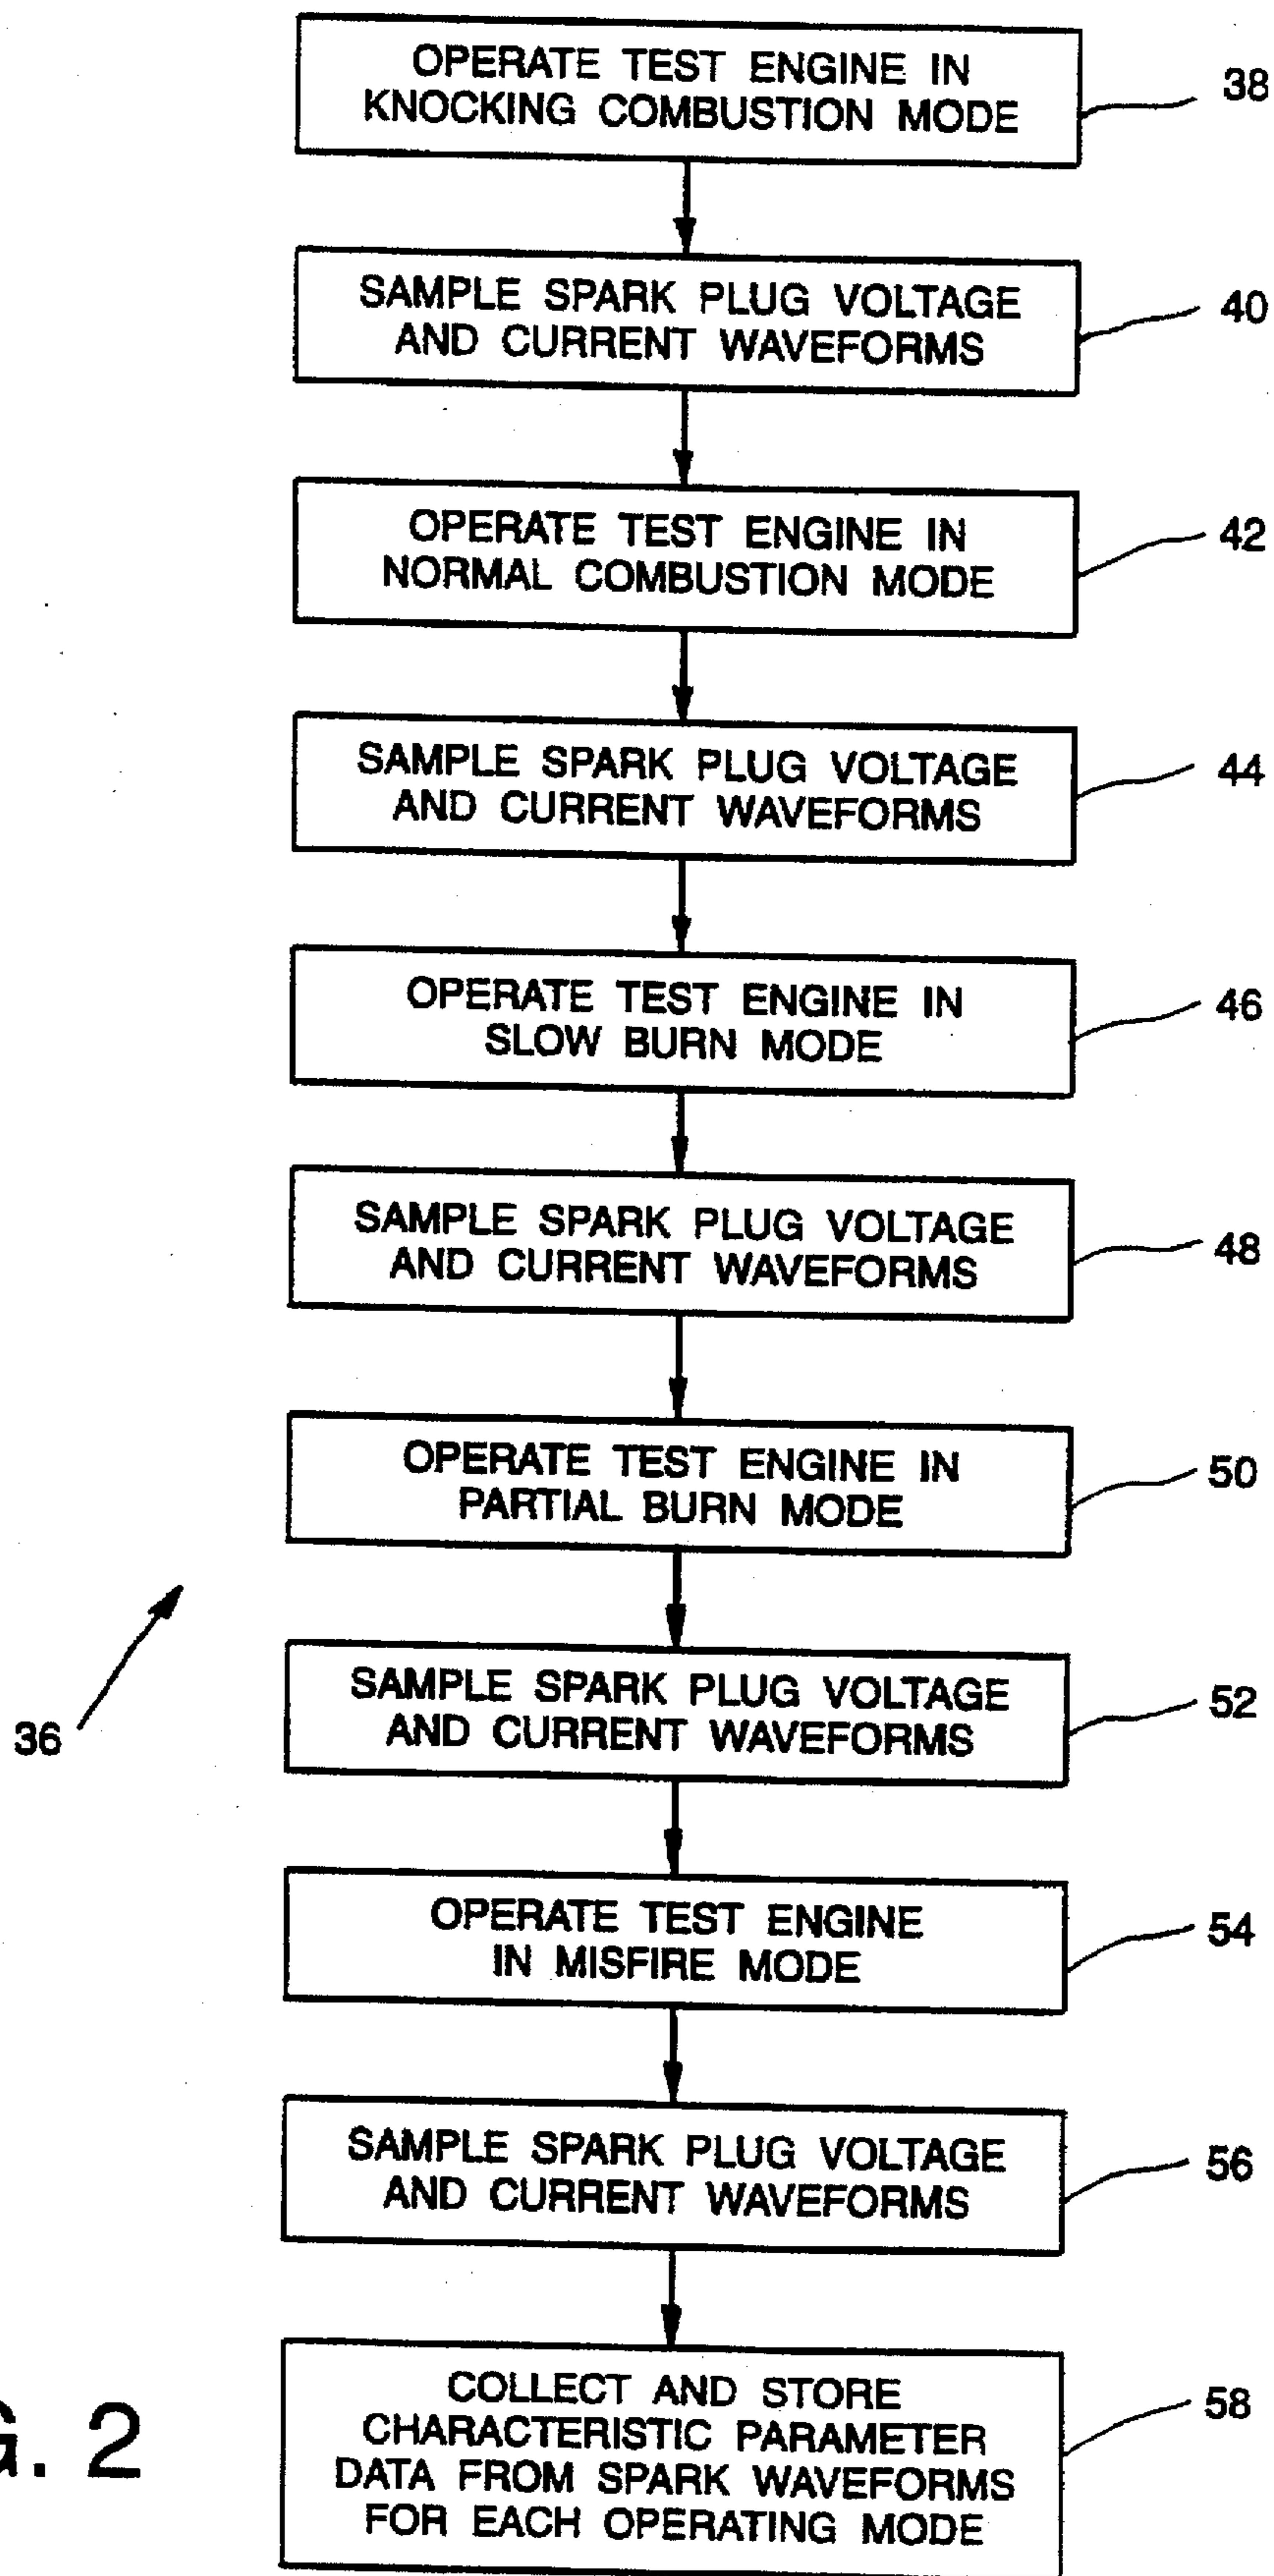 OPERATE TEST ENGINE IN
KNOCKING COMBUSTION MODE
38
SAMPLE SPARK PLUG VOLTAGE
AND CURRENT WAVEFORMS
40
OPERATE TEST ENGINE IN
NORMAL COMBUSTION MODE
42
SAMPLE SPARK PLUG VOLTAGE
AND CURRENT WAVEFORMS
44
OPERATE TEST ENGINE IN
SLOW BURN MODE
46
SAMPLE SPARK PLUG VOLTAGE
AND CURRENT WAVEFORMS
48
OPERATE TEST ENGINE IN
PARTIAL BURN MODE
50
SAMPLE SPARK PLUG VOLTAGE
AND CURRENT WAVEFORMS
52
36
OPERATE TEST ENGINE
IN MISFIRE MODE
54
SAMPLE SPARK PLUG VOLTAGE
AND CURRENT WAVEFORMS
56
COLLECT AND STORE
CHARACTERISTIC PARAMETER
DATA FROM SPARK WAVEFORMS
FOR EACH OPERATING MODE
58
G. 2